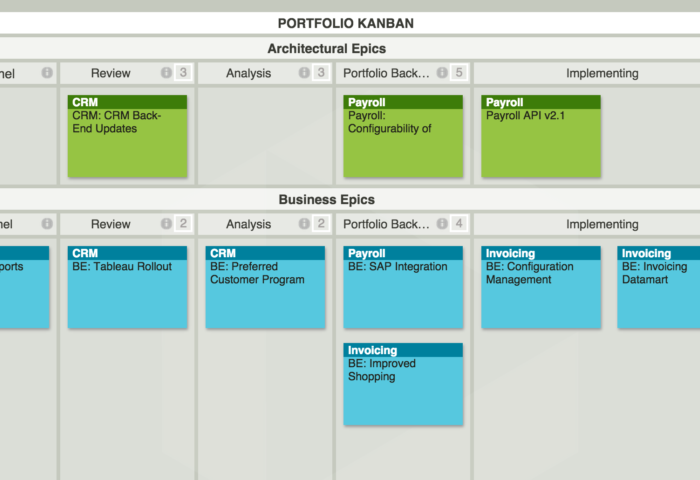 PORTFOLIO KANBAN
Architectural Epics
nel
Review 3
Analysis 3
Portfolio Back... 5
Implementing
CRM
CRM: CRM Back-
End Updates
Payroll
Payroll:
Configurability of
Payroll
Payroll API v2.1
Business Epics
nel
Review 2
Analysis 2
Portfolio Back... 4
Implementing
ports
CRM
BE: Tableau Rollout
CRM
BE: Preferred
Customer Program
Payroll
BE: SAP Integration
Invoicing
BE: Configuration
Management
Invoicing
BE: Invoicing
Datamart
Invoicing
BE: Improved
Shopping